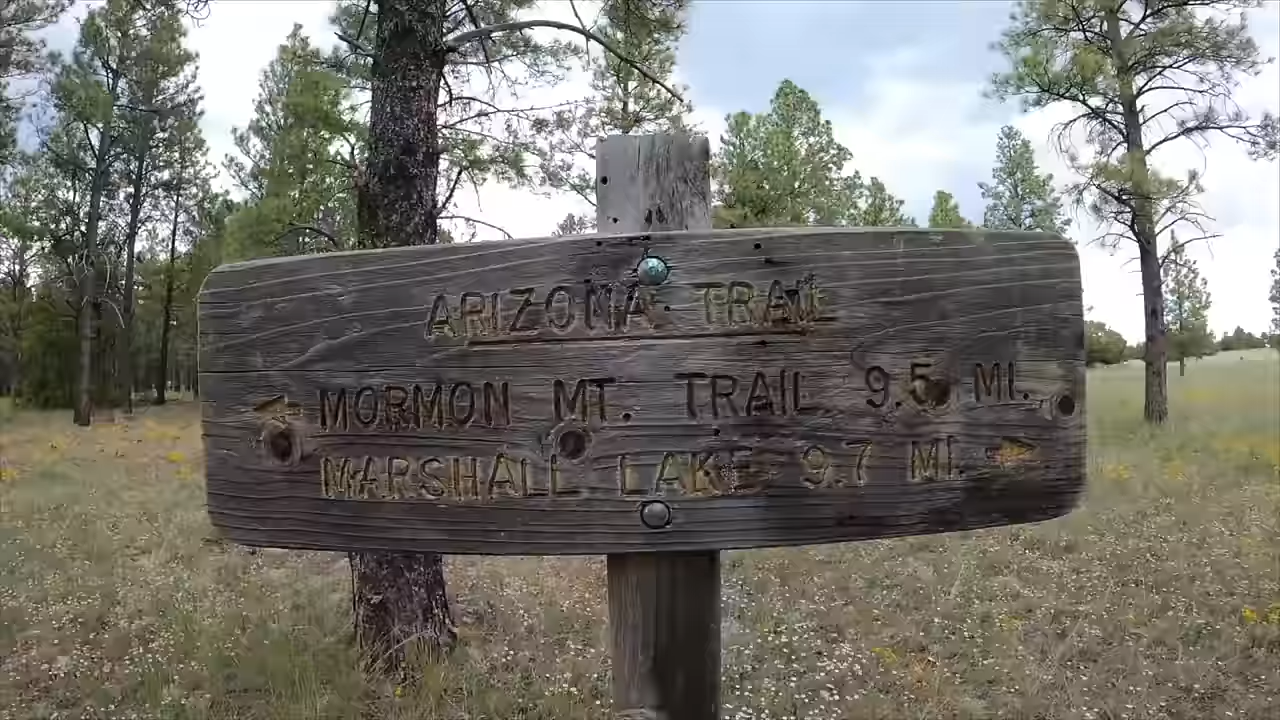 ARIZONA TRAIL
MORMON MT. TRAIL 9.5 MI.
MARSHALL LAKE 9.7 MI.